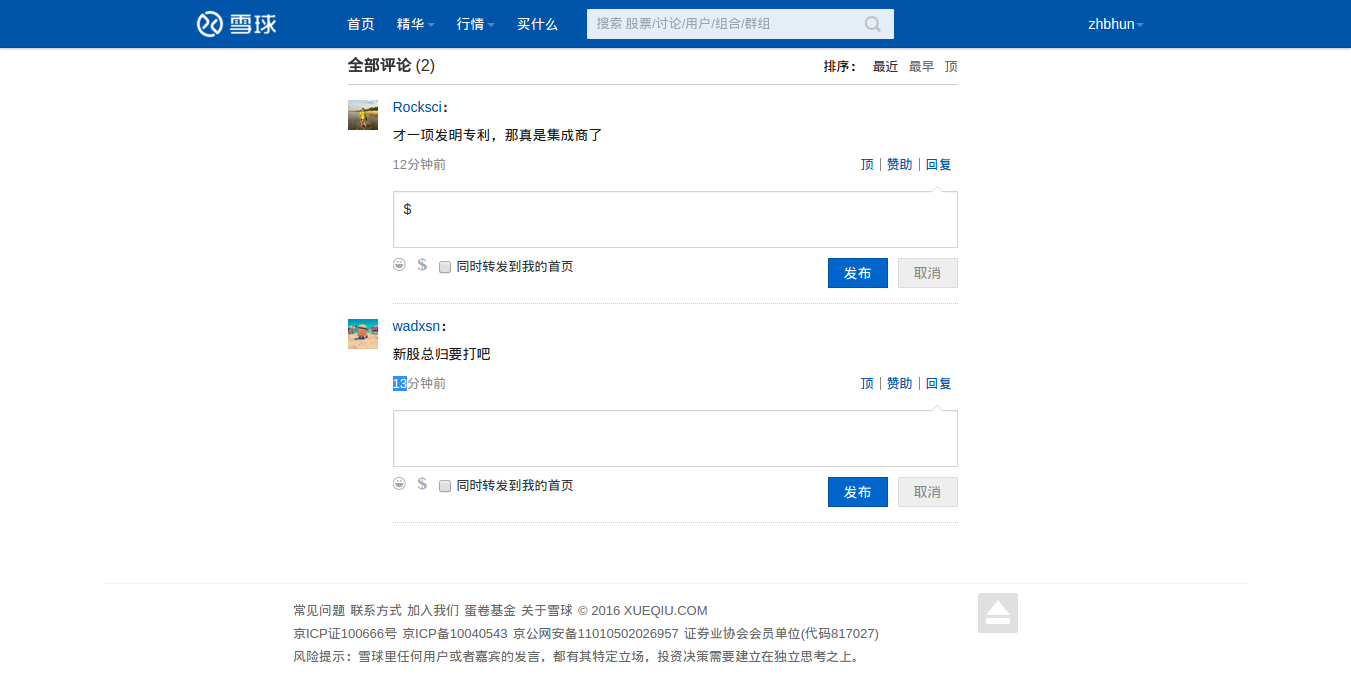 雪球 首页 精华 行情 买什么 搜索 股票/讨论/用户/组合/群组 zhbhun
全部评论 (2) 排序： 最近 最早 顶
Rocksci：
才一项发明专利，那真是集成商了
12分钟前 顶 | 赞助 | 回复
$
$ 同时转发到我的首页 发布 取消
wadxsn：
新股总归要打吧
13分钟前 顶 | 赞助 | 回复
$ 同时转发到我的首页 发布 取消
常见问题 联系方式 加入我们 蛋卷基金 关于雪球 © 2016 XUEQIU.COM
京ICP证100666号 京ICP备10040543 京公网安备11010502026957 证券业协会会员单位(代码817027)
风险提示：雪球里任何用户或者嘉宾的发言，都有其特定立场，投资决策需要建立在独立思考之上。